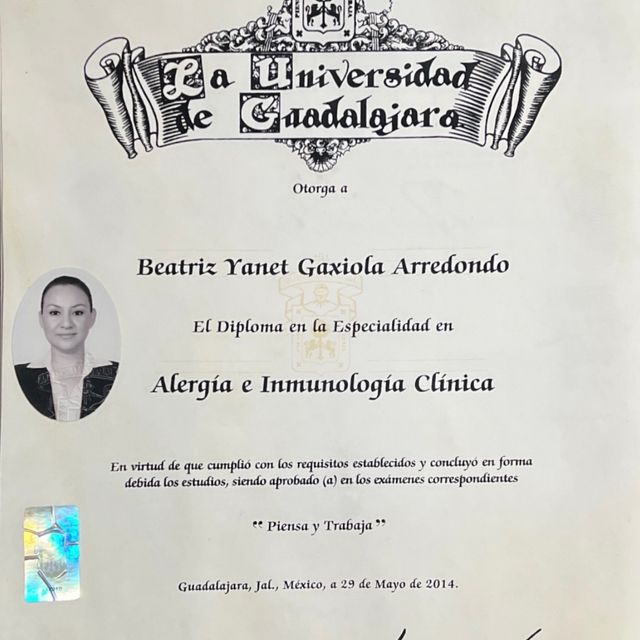 La Universidad
de Guadalajara
Otorga a
Beatriz Yanet Gaxiola Arredondo
El Diploma en la Especialidad en
Alergía e Inmunología Clínica
En virtud de que cumplió con los requisitos establecidos y concluyó en forma
debida los estudios, siendo aprobado (a) en los exámenes correspondientes
“ Piensa y Trabaja ”
Guadalajara, Jal., México, a 29 de Mayo de 2014.